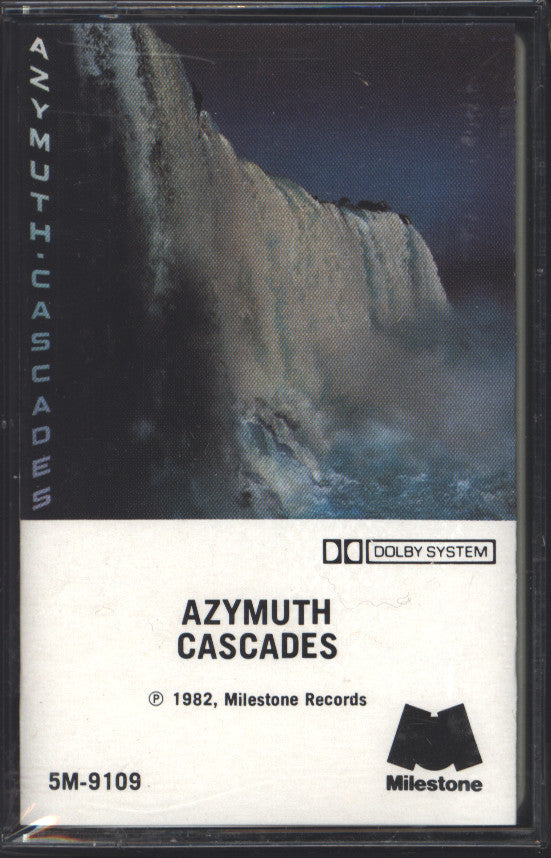 AZYMUTH·CASCADES
DOLBY SYSTEM
AZYMUTH
CASCADES
℗ 1982, Milestone Records
5M-9109
Milestone